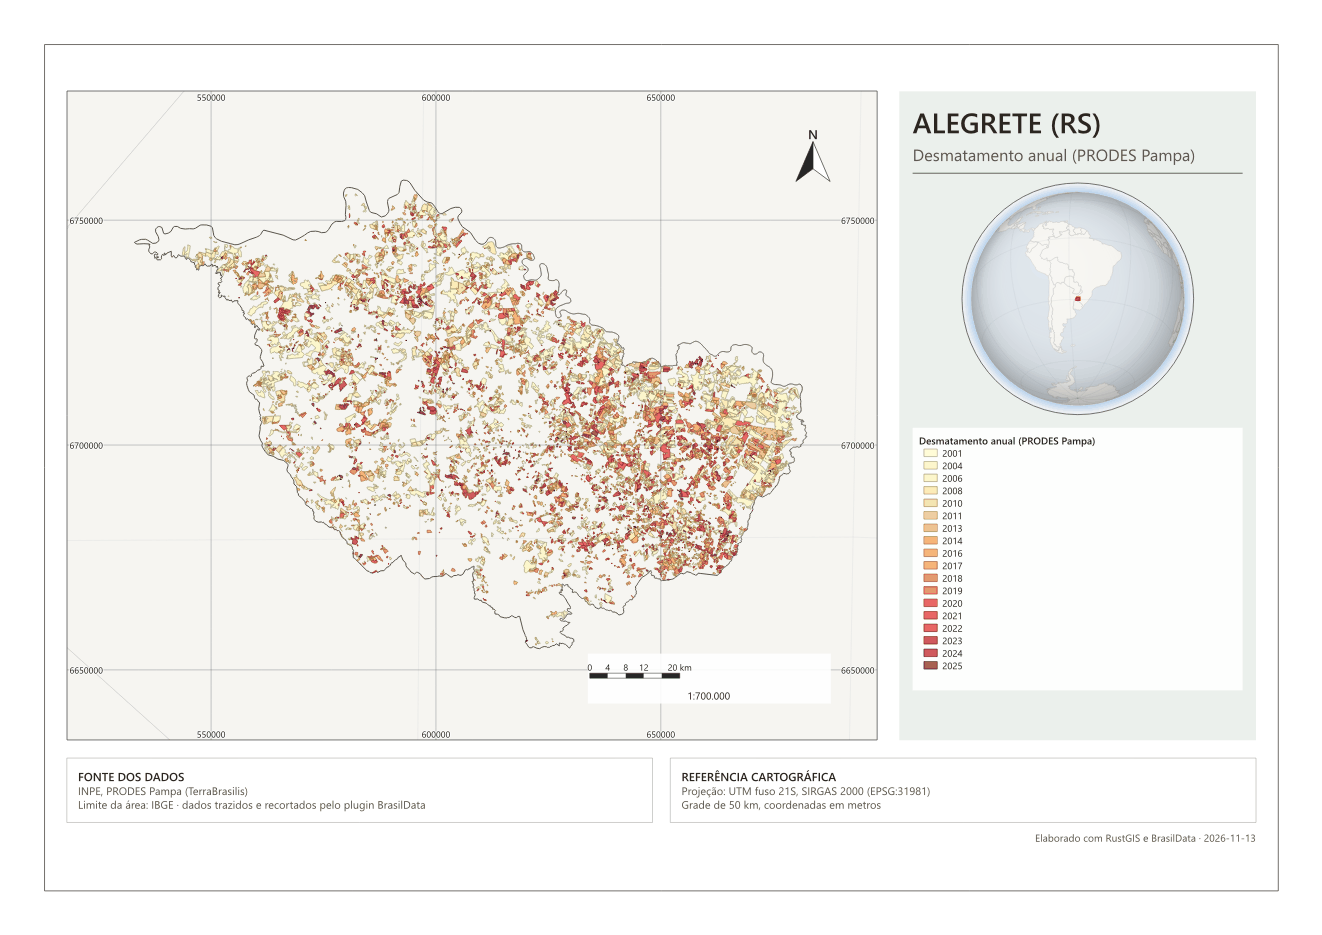 550000
600000
650000
N
6750000
6750000
6700000
6700000
6650000
6650000
0 4 8 12 20 km
1:700.000
550000
600000
650000
ALEGRETE (RS)
Desmatamento anual (PRODES Pampa)
Desmatamento anual (PRODES Pampa)
2001
2004
2006
2008
2010
2011
2013
2014
2016
2017
2018
2019
2020
2021
2022
2023
2024
2025
FONTE DOS DADOS
INPE, PRODES Pampa (TerraBrasilis)
Limite da área: IBGE · dados trazidos e recortados pelo plugin BrasilData
REFERÊNCIA CARTOGRÁFICA
Projeção: UTM fuso 21S, SIRGAS 2000 (EPSG:31981)
Grade de 50 km, coordenadas em metros
Elaborado com RustGIS e BrasilData · 2026-11-13